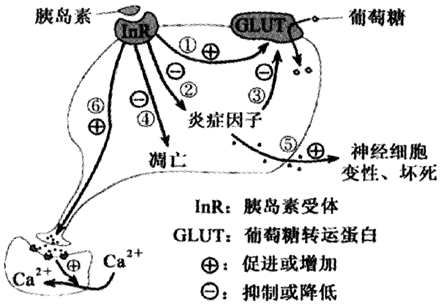 胰岛素
InR
GLUT
葡萄糖
① ⊕
⊖ ②
⊖ ③
⑥ ⊕
⊖ ④
炎症因子
⑤ ⊕
凋亡
神经细胞
变性、坏死
InR：胰岛素受体
GLUT：葡萄糖转运蛋白
⊕：促进或增加
⊖：抑制或降低
Ca²⁺ ⊕ Ca²⁺